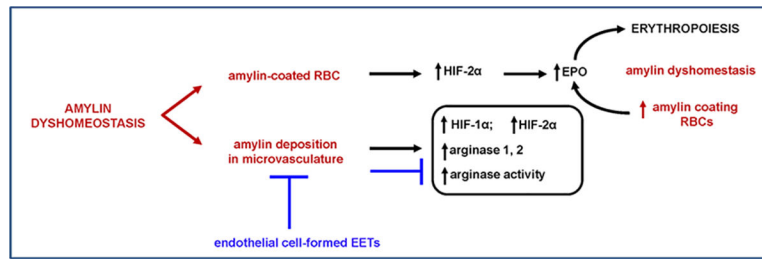 ERYTHROPOIESIS
amylin-coated RBC
HIF-2α
EPO
amylin dyshomestasis
AMYLIN
DYSHOMEOSTASIS
amylin coating
RBCs
HIF-1α; HIF-2α
amylin deposition
in microvasculature
arginase 1, 2
arginase activity
endothelial cell-formed EETs